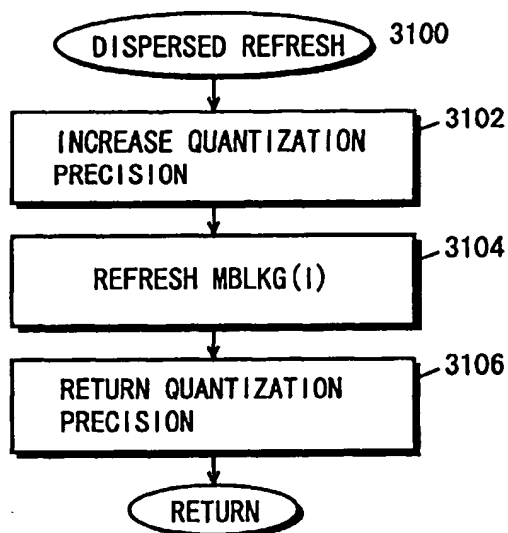 DISPERSED REFRESH
3100
INCREASE QUANTIZATION
PRECISION
3102
REFRESH MBLKG(I)
3104
RETURN QUANTIZATION
PRECISION
3106
RETURN